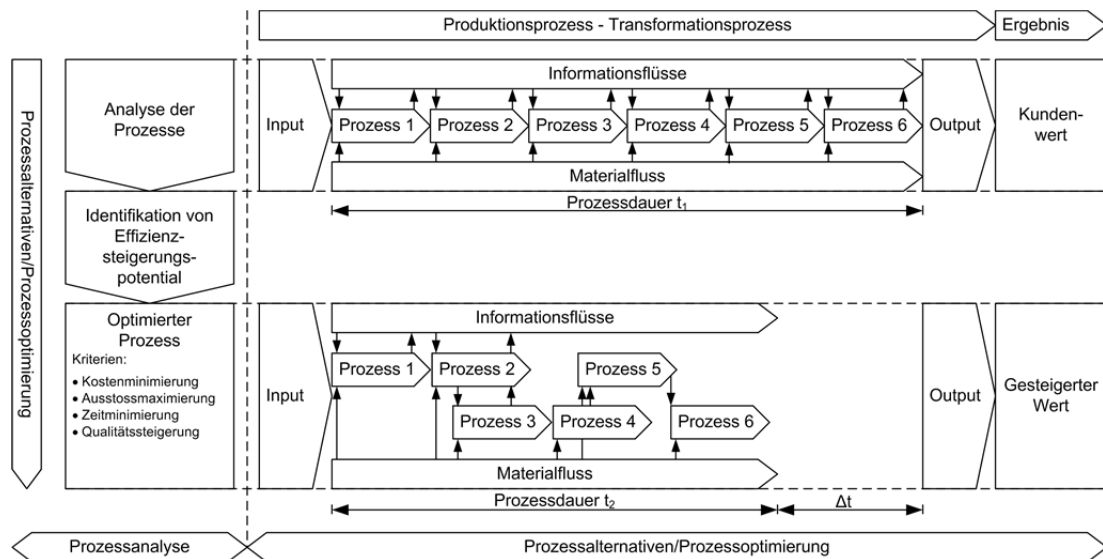 Produktionsprozess - Transformationsprozess
Ergebnis
Prozessalternativen/Prozessoptimierung
Analyse der
Prozesse
Input
Informationsflüsse
Prozess 1
Prozess 2
Prozess 3
Prozess 4
Prozess 5
Prozess 6
Materialfluss
Prozessdauer t₁
Output
Kunden-
wert
Identifikation von
Effizienz-
steigerungs-
potential
Optimierter
Prozess
Kriterien:
• Kostenminimierung
• Ausstossmaximierung
• Zeitminimierung
• Qualitätssteigerung
Input
Informationsflüsse
Prozess 1
Prozess 2
Prozess 5
Prozess 3
Prozess 4
Prozess 6
Materialfluss
Prozessdauer t₂
Δt
Output
Gesteigerter
Wert
Prozessanalyse
Prozessalternativen/Prozessoptimierung